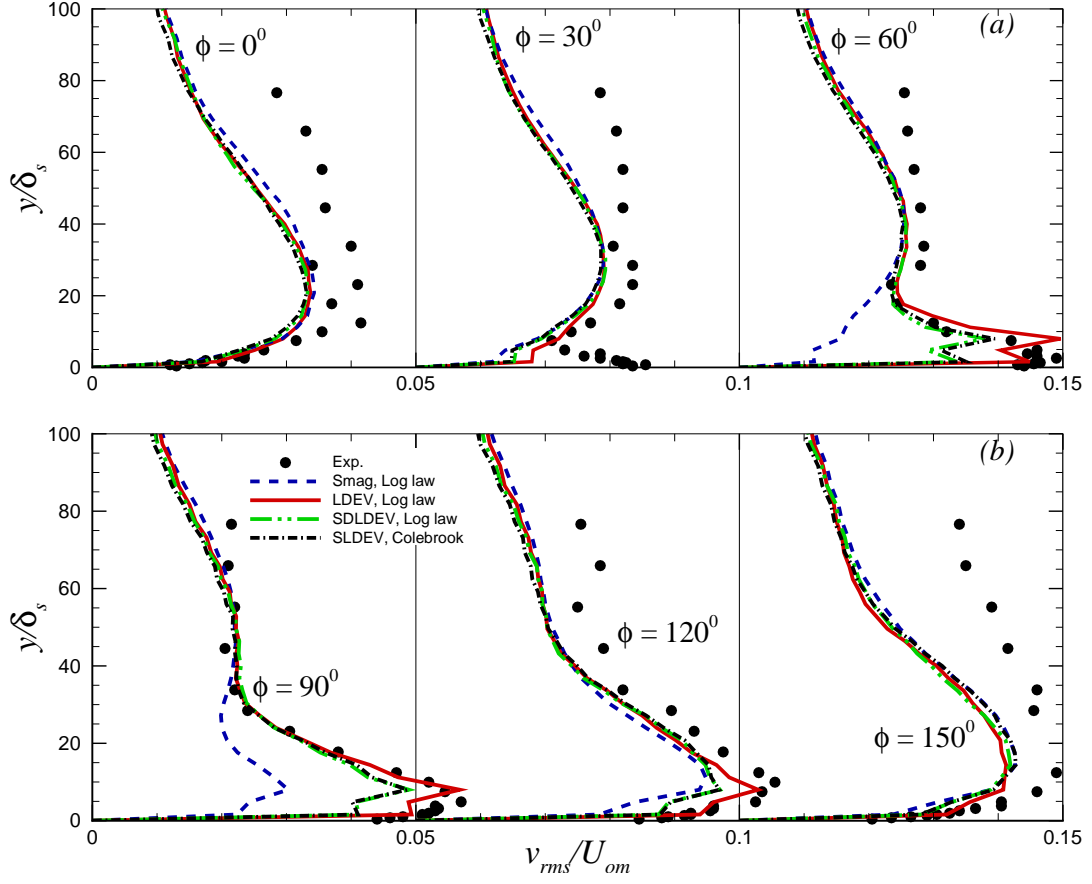 100
80
60
40
20
0
y/δs
ϕ = 0⁰
ϕ = 30⁰
ϕ = 60⁰
(a)
0
0.05
0.1
0.15
100
80
60
40
20
0
y/δs
(b)
Exp.
Smag, Log law
LDEV, Log law
SDLDEV, Log law
SLDEV, Colebrook
ϕ = 90⁰
ϕ = 120⁰
ϕ = 150⁰
0
0.05
0.1
0.15
vrms/Uom